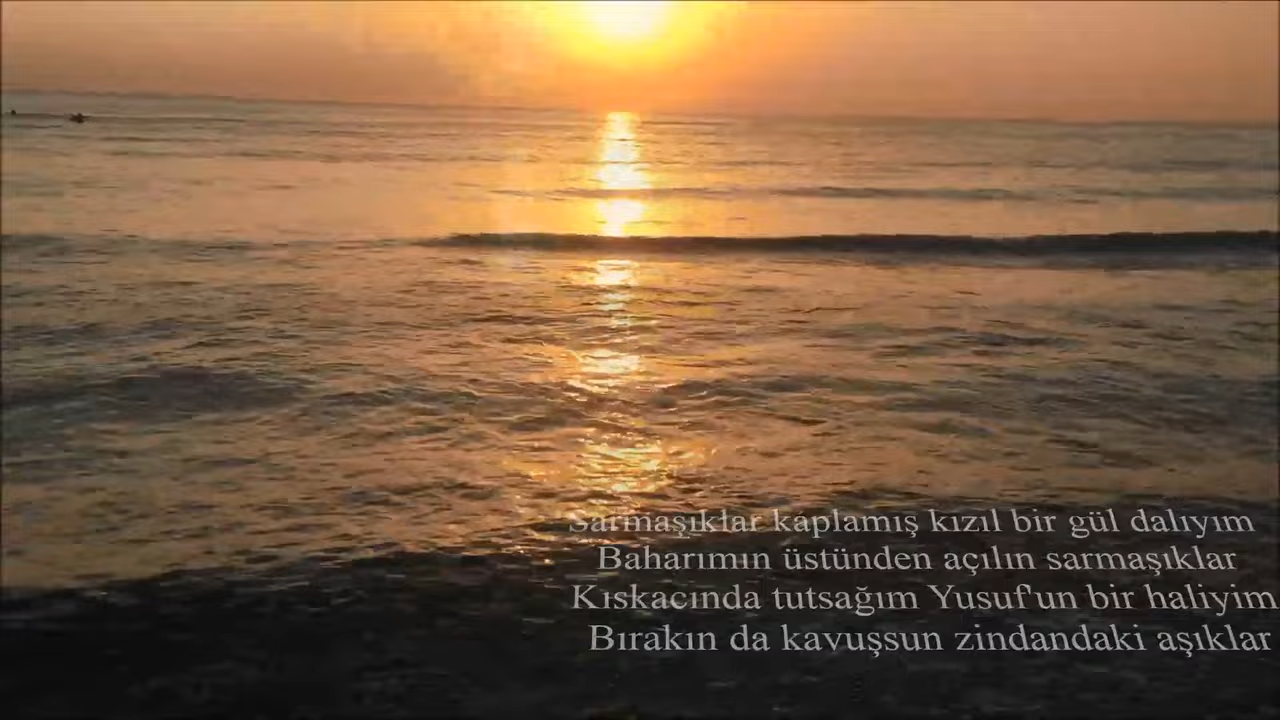 Sarmaşıklar kaplamış kızıl bir gül dalıyım
Baharımın üstünden açılın sarmaşıklar
Kıskacında tutsağım Yusuf'un bir haliyim
Bırakın da kavuşsun zindandaki aşıklar